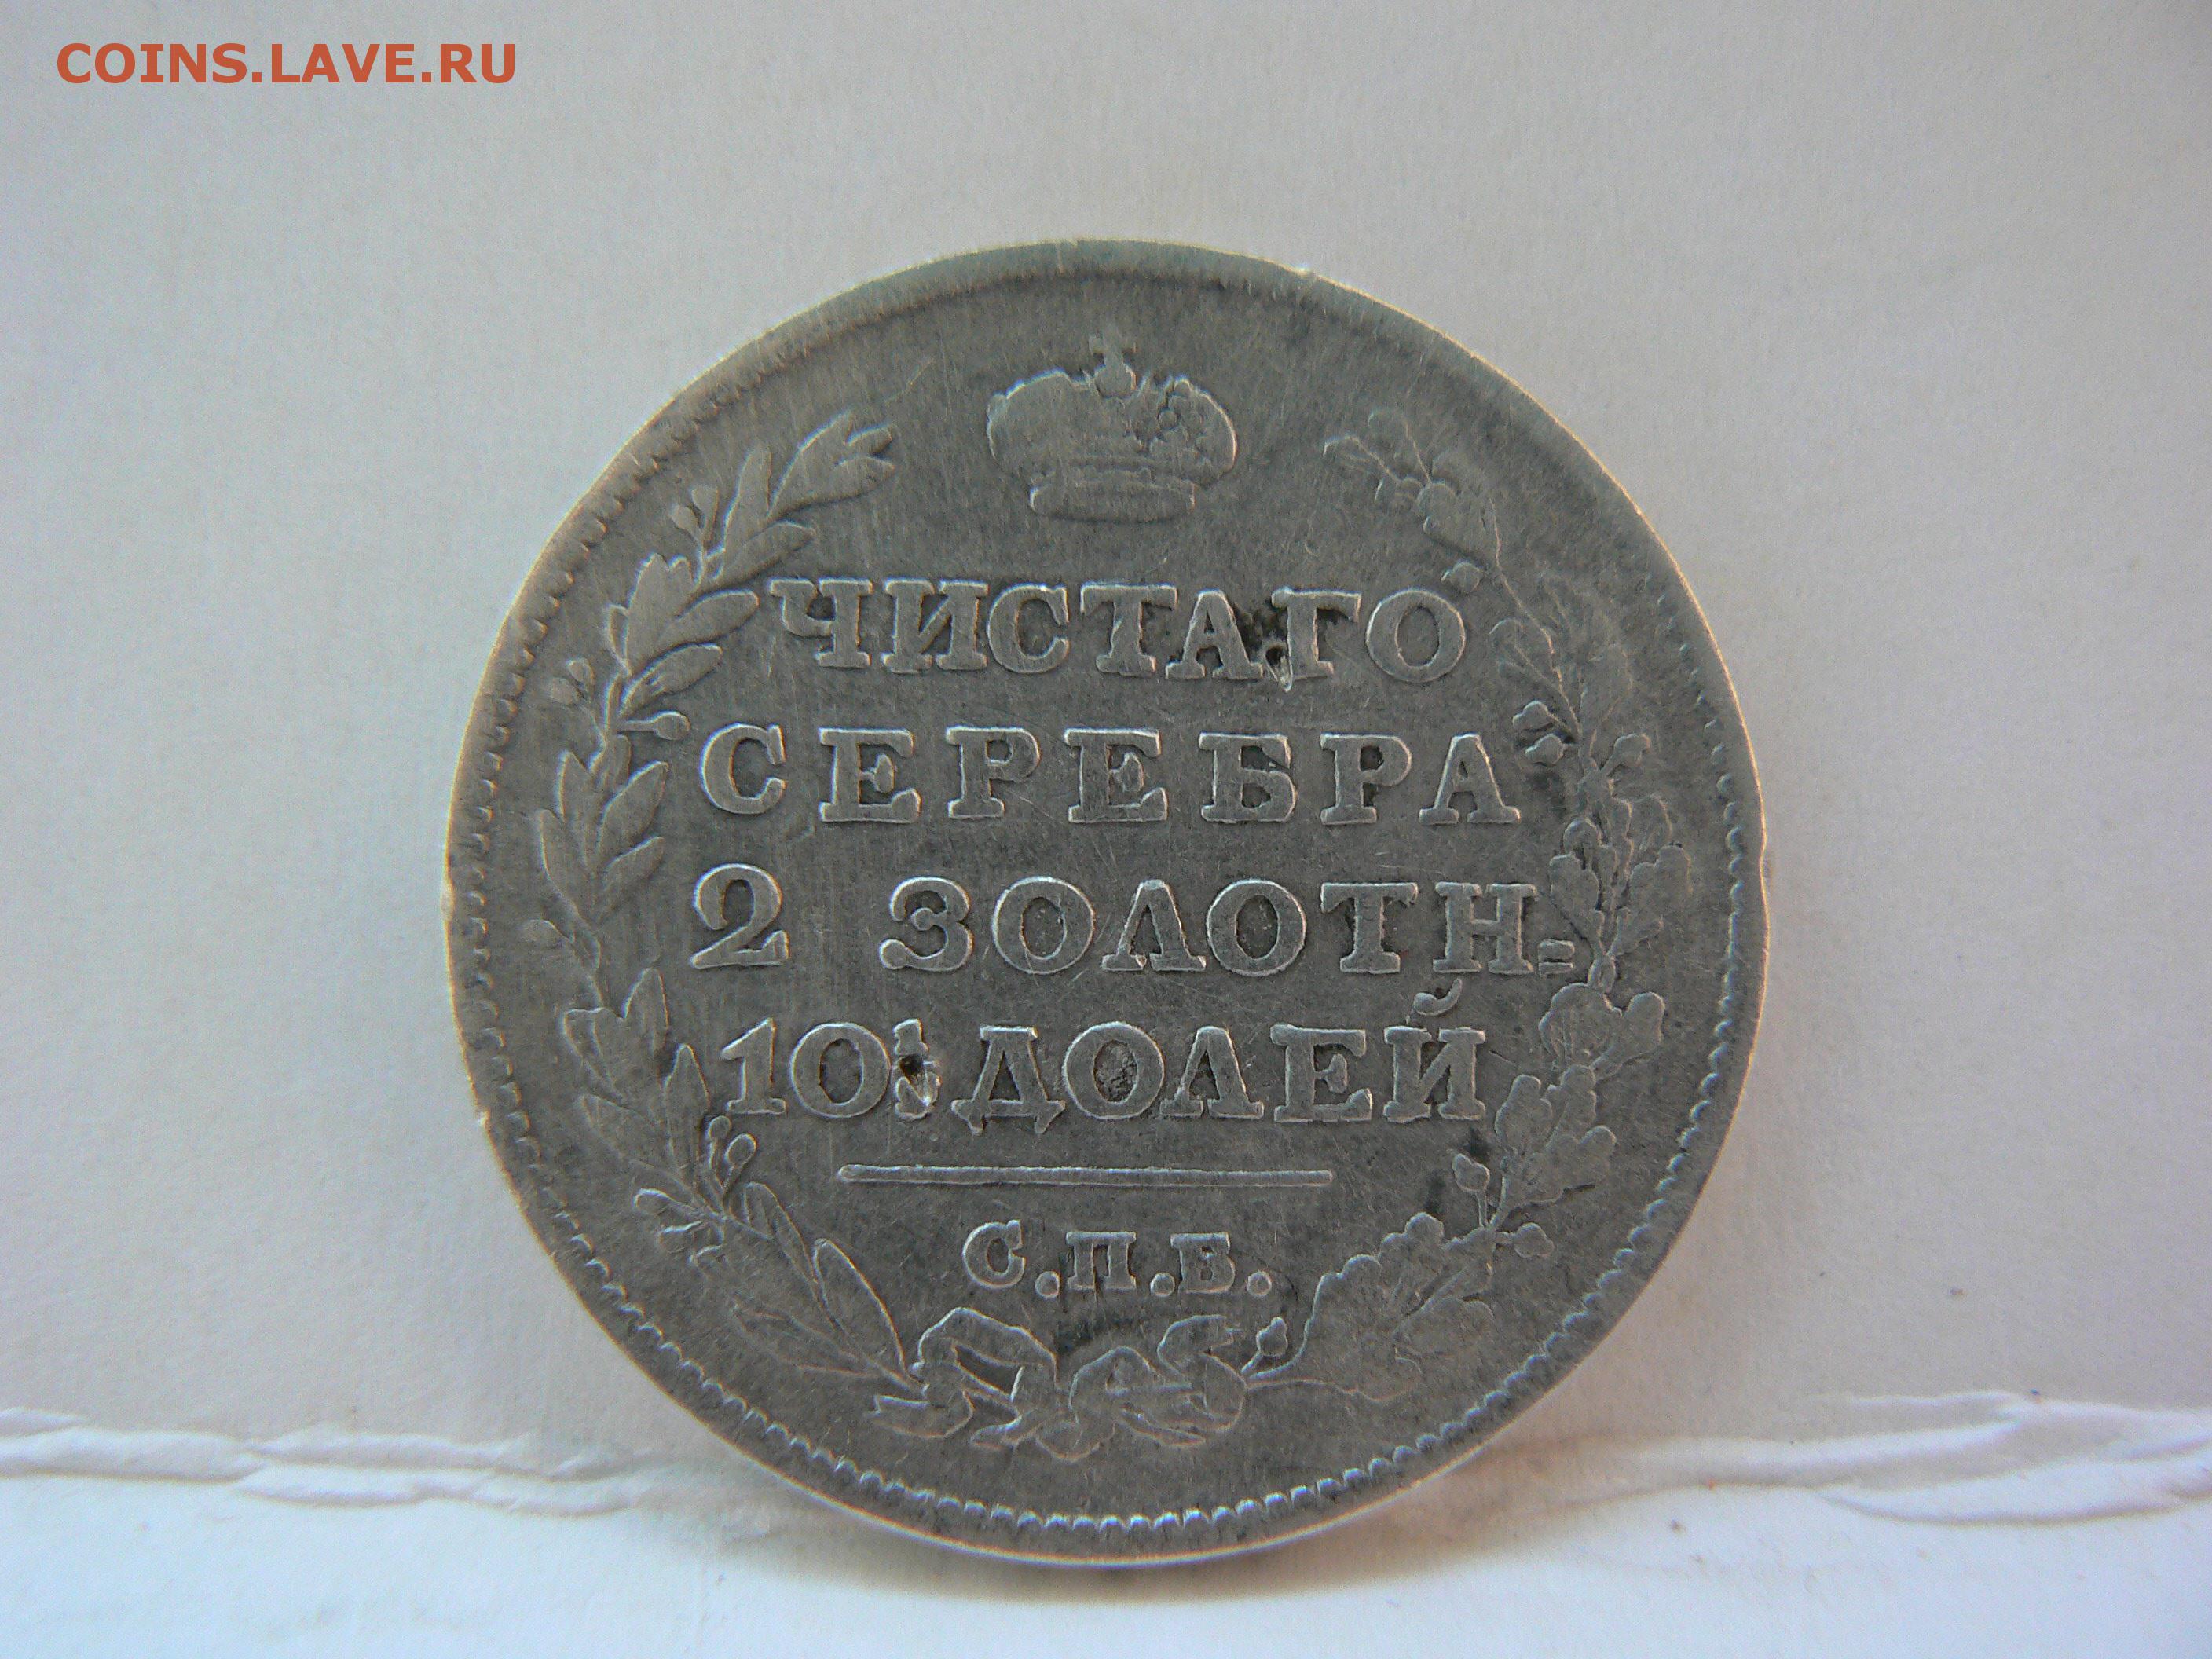 COINS.LAVE.RU
ЧИСТАГО
СЕРЕБРА
2 ЗОЛОТН=
10½ ДОЛЕЙ
С.П.Б.